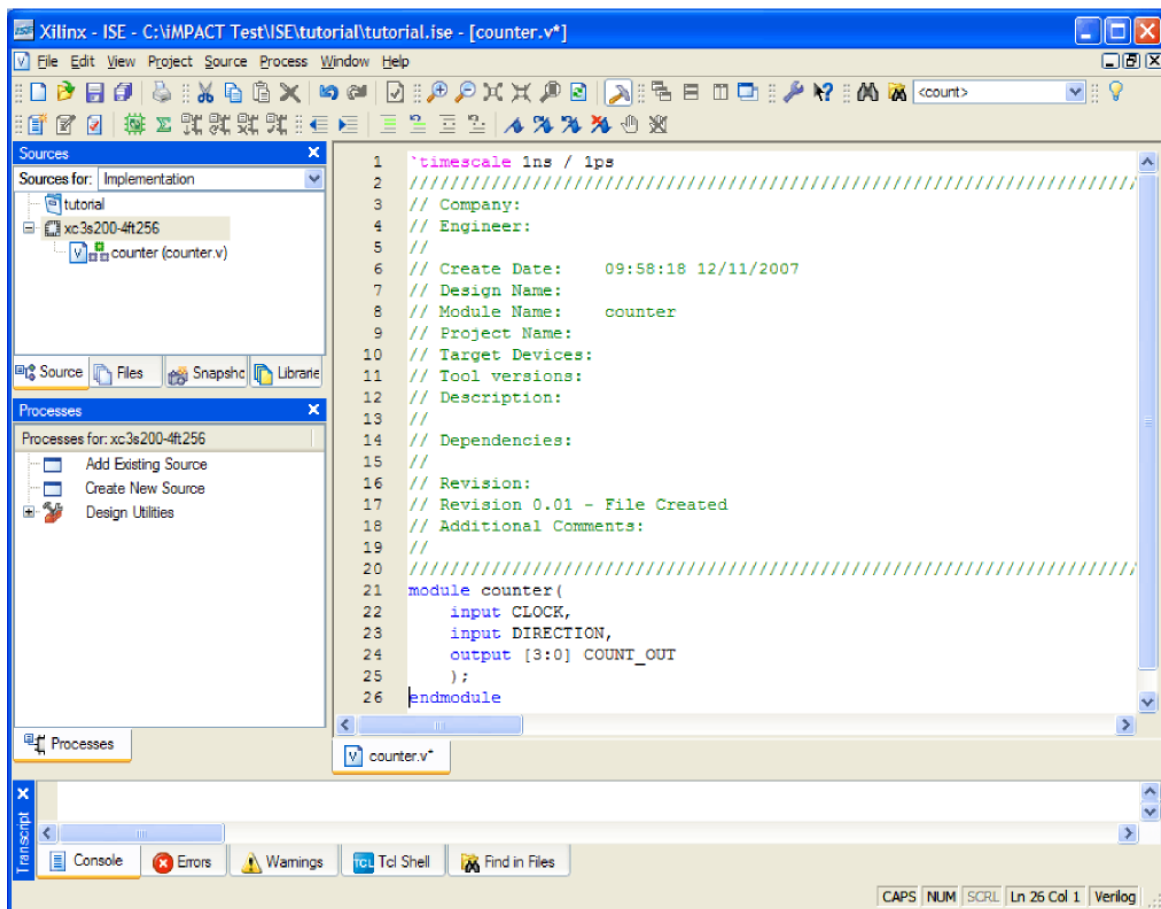 Xilinx - ISE - C:\iMPACT Test\ISE\tutorial\tutorial.ise - [counter.v*]
File Edit View Project Source Process Window Help
<count>
Sources
Sources for: Implementation
tutorial
xc3s200-4ft256
counter (counter.v)
Source Files Snapshc Librarie
Processes
Processes for: xc3s200-4ft256
Add Existing Source
Create New Source
Design Utilities
Processes
1 `timescale 1ns / 1ps
2 //////////////////////////////////////////////////////////////////////
3 // Company:
4 // Engineer:
5 //
6 // Create Date: 09:58:18 12/11/2007
7 // Design Name:
8 // Module Name: counter
9 // Project Name:
10 // Target Devices:
11 // Tool versions:
12 // Description:
13 //
14 // Dependencies:
15 //
16 // Revision:
17 // Revision 0.01 - File Created
18 // Additional Comments:
19 //
20 //////////////////////////////////////////////////////////////////////
21 module counter(
22 input CLOCK,
23 input DIRECTION,
24 output [3:0] COUNT_OUT
25 );
26 endmodule
counter.v*
Transcript
Console Errors Warnings TCL Tcl Shell Find in Files
CAPS NUM SCRL Ln 26 Col 1 Verilog